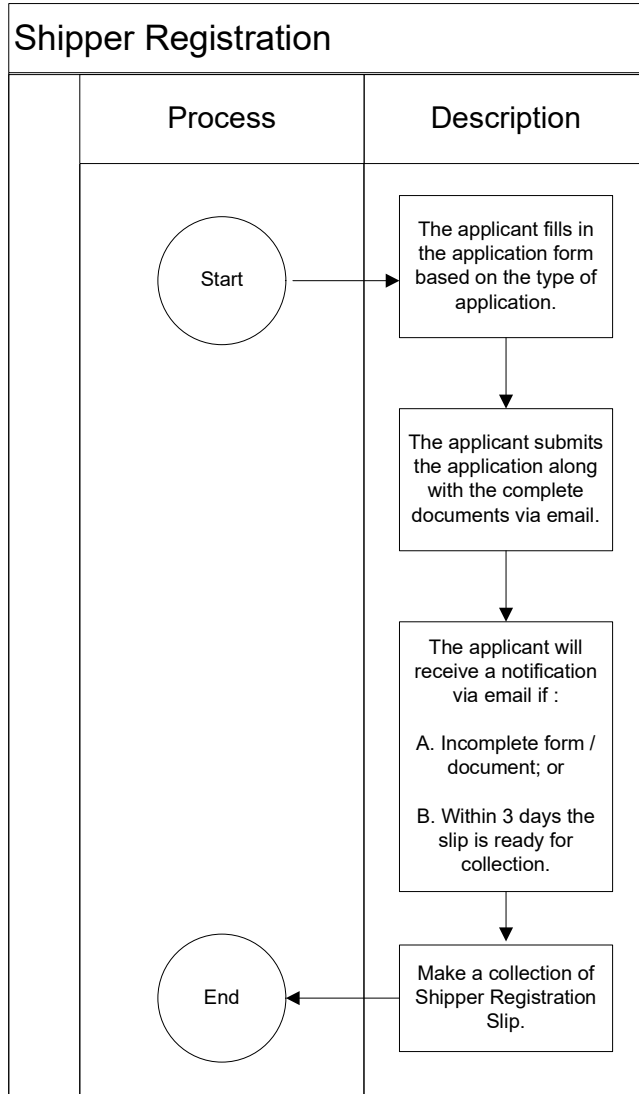 Shipper Registration
Process
Description
Start
The applicant fills in
the application form
based on the type of
application.
The applicant submits
the application along
with the complete
documents via email.
The applicant will
receive a notification
via email if :
A. Incomplete form /
document; or
B. Within 3 days the
slip is ready for
collection.
End
Make a collection of
Shipper Registration
Slip.